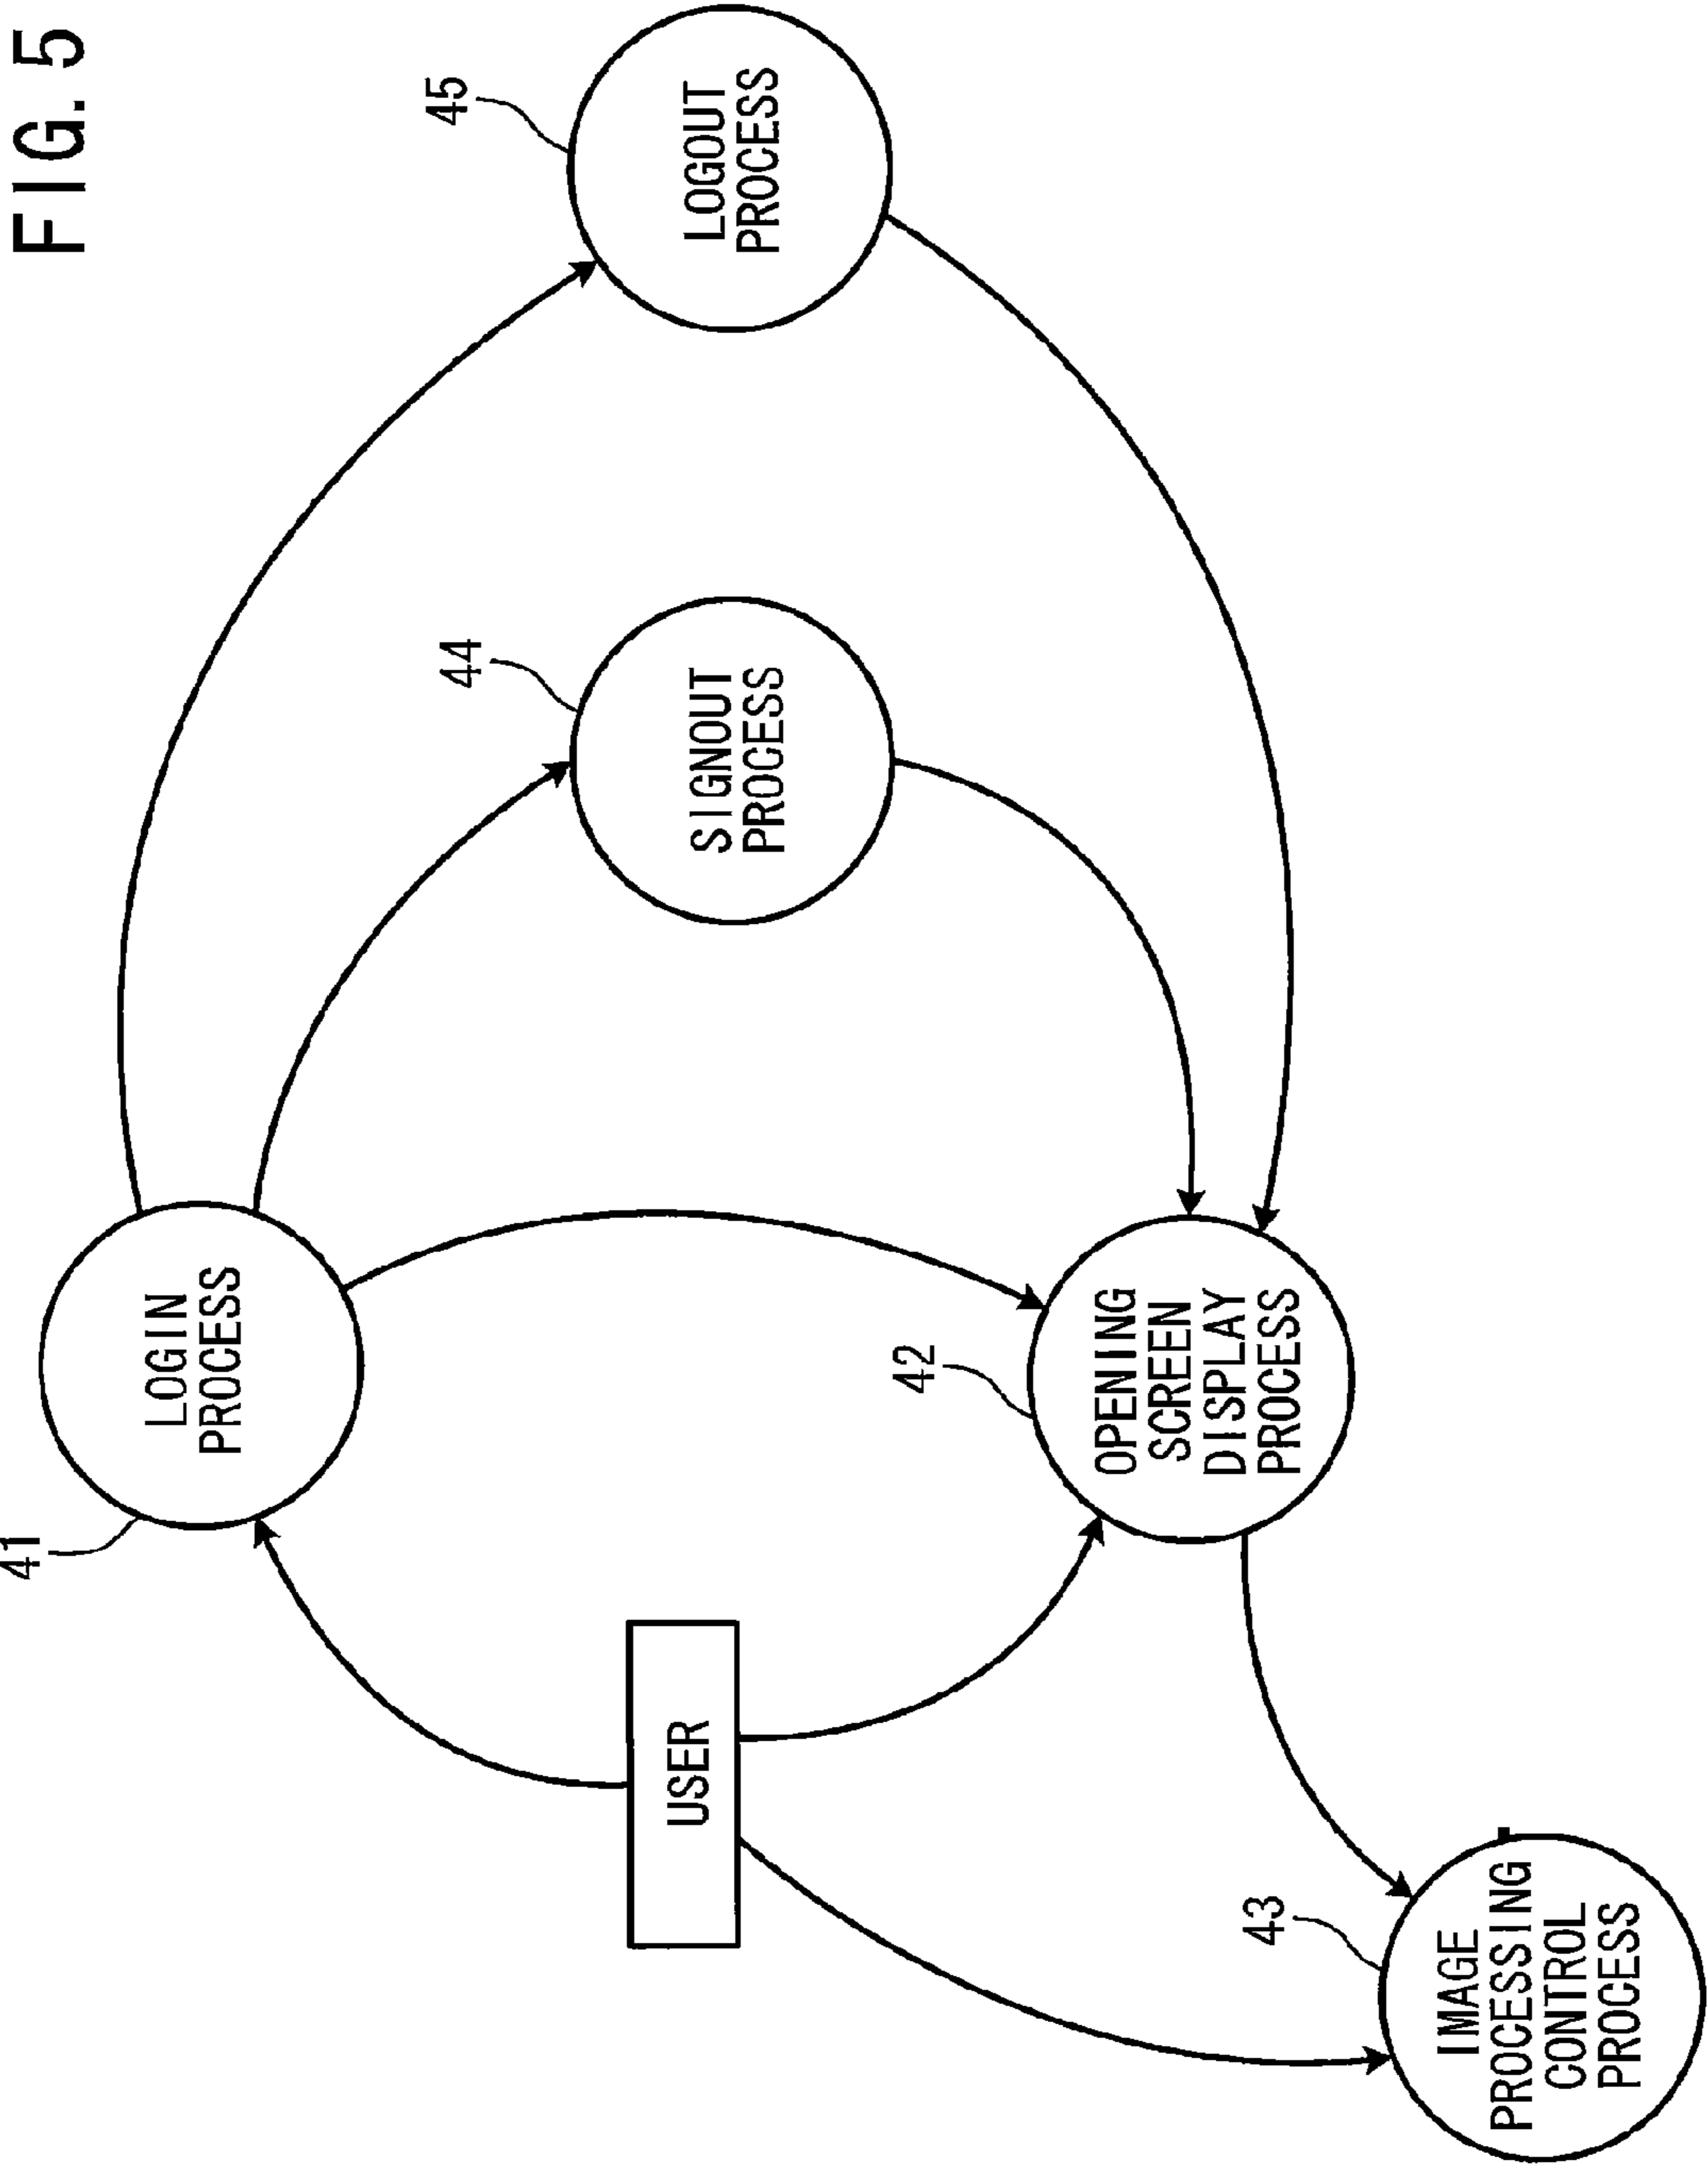 FIG. 5
41
LOGIN
PROCESS
44
SIGNOUT
PROCESS
45
LOGOUT
PROCESS
USER
42
OPENING
SCREEN
DISPLAY
PROCESS
43
IMAGE
PROCESSING
CONTROL
PROCESS